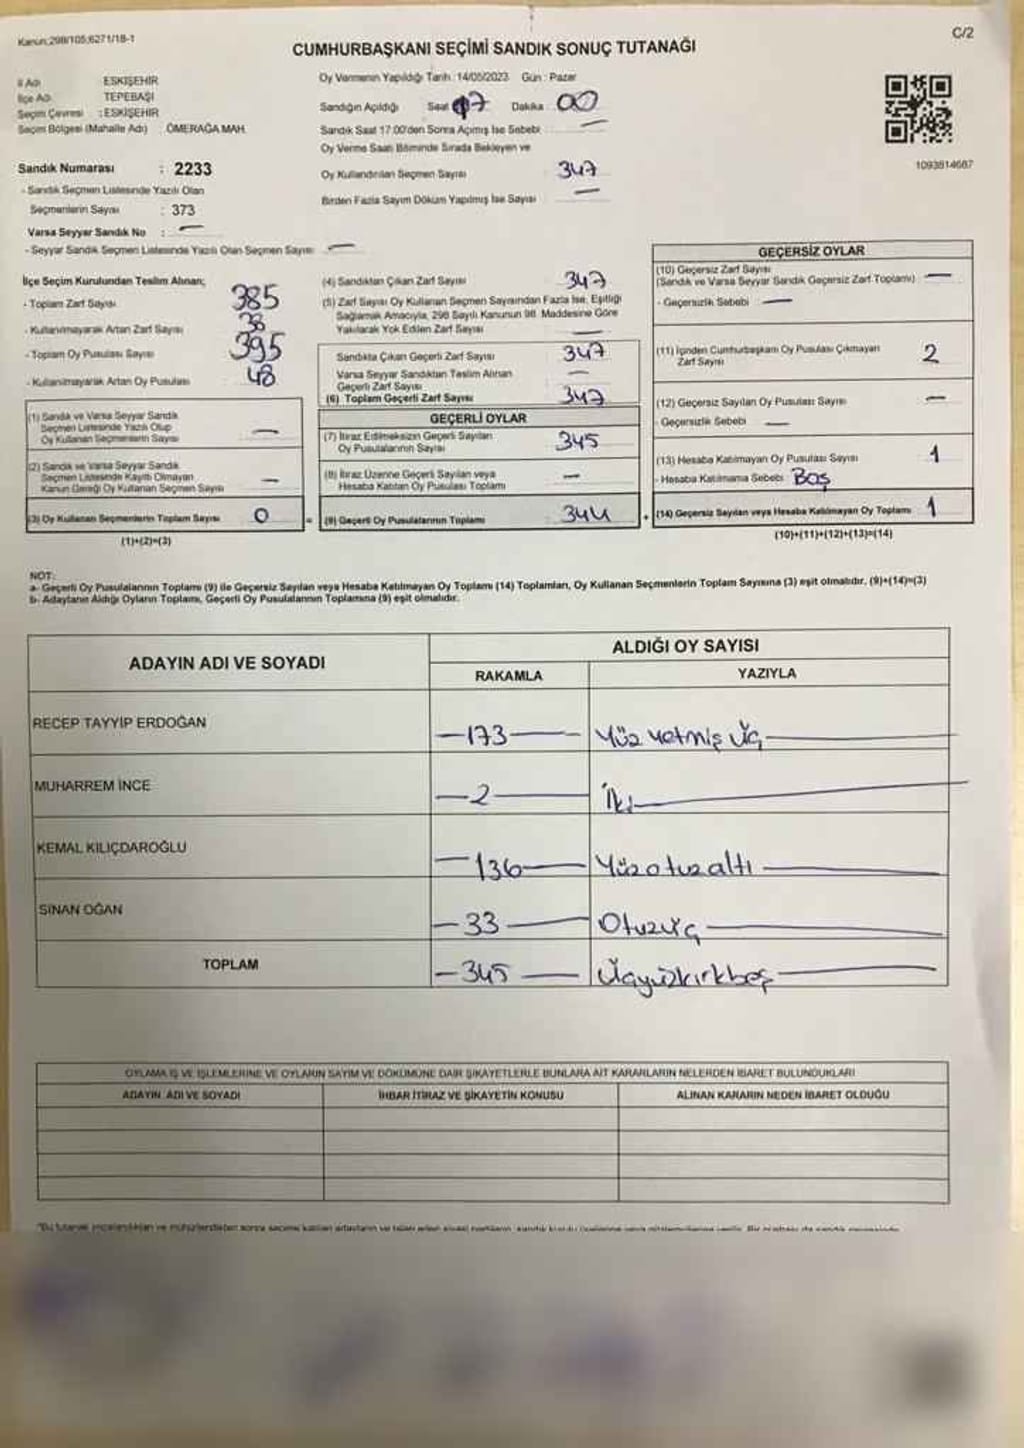 Kanun:298/105;6271/18-1
C/2
CUMHURBAŞKANI SEÇİMİ SANDIK SONUÇ TUTANAĞI
İl Adı ESKİŞEHİR
İlçe Adı TEPEBAŞI
Seçim Çevresi : ESKİŞEHİR
Seçim Bölgesi (Mahalle Adı) : ÖMERAĞA MAH.
Oy Vermenin Yapıldığı Tarih : 14/05/2023 Gün : Pazar
Sandığın Açıldığı Saat 17 Dakika 00
Sandık Saat 17:00'den Sonra Açılmış İse Sebebi —
Oy Verme Saati Bitiminde Sırada Bekleyen ve
Oy Kullandırılan Seçmen Sayısı 347
Birden Fazla Sayım Döküm Yapılmış İse Sayısı —
1093814687
Sandık Numarası : 2233
- Sandık Seçmen Listesinde Yazılı Olan
Seçmenlerin Sayısı : 373
Varsa Seyyar Sandık No : —
- Seyyar Sandık Seçmen Listesinde Yazılı Olan Seçmen Sayısı —
İlçe Seçim Kurulundan Teslim Alınan;
- Toplam Zarf Sayısı 385
- Kullanılmayarak Artan Zarf Sayısı 38
- Toplam Oy Pusulası Sayısı 395
- Kullanılmayarak Artan Oy Pusulası 48
(1) Sandık ve Varsa Seyyar Sandık
Seçmen Listesinde Yazılı Olup
Oy Kullanan Seçmenlerin Sayısı —
(2) Sandık ve Varsa Seyyar Sandık
Seçmen Listesinde Kayıtlı Olmayan
Kanun Gereği Oy Kullanan Seçmen Sayısı —
(3) Oy Kullanan Seçmenlerin Toplam Sayısı 0
(1)+(2)=(3)
(4) Sandıktan Çıkan Zarf Sayısı 347
(5) Zarf Sayısı Oy Kullanan Seçmen Sayısından Fazla İse, Eşitliği
Sağlamak Amacıyla, 298 Sayılı Kanunun 98. Maddesine Göre
Yakılarak Yok Edilen Zarf Sayısı —
Sandıkta Çıkan Geçerli Zarf Sayısı 347
Varsa Seyyar Sandıktan Teslim Alınan
Geçerli Zarf Sayısı —
(6) Toplam Geçerli Zarf Sayısı 347
GEÇERLİ OYLAR
(7) İtiraz Edilmeksizin Geçerli Sayılan
Oy Pusulalarının Sayısı 345
(8) İtiraz Üzerine Geçerli Sayılan veya
Hesaba Katılan Oy Pusulası Toplamı —
= (9) Geçerli Oy Pusulalarının Toplamı 344
GEÇERSİZ OYLAR
(10) Geçersiz Zarf Sayısı
(Sandık ve Varsa Seyyar Sandık Geçersiz Zarf Toplamı) —
- Geçersizlik Sebebi —
(11) İçinden Cumhurbaşkanı Oy Pusulası Çıkmayan
Zarf Sayısı 2
(12) Geçersiz Sayılan Oy Pusulası Sayısı —
- Geçersizlik Sebebi —
(13) Hesaba Katılmayan Oy Pusulası Sayısı 1
- Hesaba Katılmama Sebebi Boş
+ (14) Geçersiz Sayılan veya Hesaba Katılmayan Oy Toplamı 1
(10)+(11)+(12)+(13)=(14)
NOT:
a- Geçerli Oy Pusulalarının Toplamı (9) ile Geçersiz Sayılan veya Hesaba Katılmayan Oy Toplamı (14) Toplamları, Oy Kullanan Seçmenlerin Toplam Sayısına (3) eşit olmalıdır. (9)+(14)=(3)
b- Adayların Aldığı Oyların Toplamı, Geçerli Oy Pusulalarının Toplamına (9) eşit olmalıdır.
ADAYIN ADI VE SOYADI ALDIĞI OY SAYISI
RAKAMLA YAZIYLA
RECEP TAYYİP ERDOĞAN —173— Yüz yetmiş üç—
MUHARREM İNCE —2— İki—
KEMAL KILIÇDAROĞLU —136— Yüzotuzaltı—
SİNAN OĞAN —33— Otuzüç—
TOPLAM —345— Üçyüzkırkbeş—
OYLAMA İŞ VE İŞLEMLERİNE VE OYLARIN SAYIM VE DÖKÜMÜNE DAİR ŞİKAYETLERLE BUNLARA AİT KARARLARIN NELERDEN İBARET BULUNDUKLARI
ADAYIN ADI VE SOYADI İHBAR İTİRAZ VE ŞİKAYETİN KONUSU ALINAN KARARIN NEDEN İBARET OLDUĞU